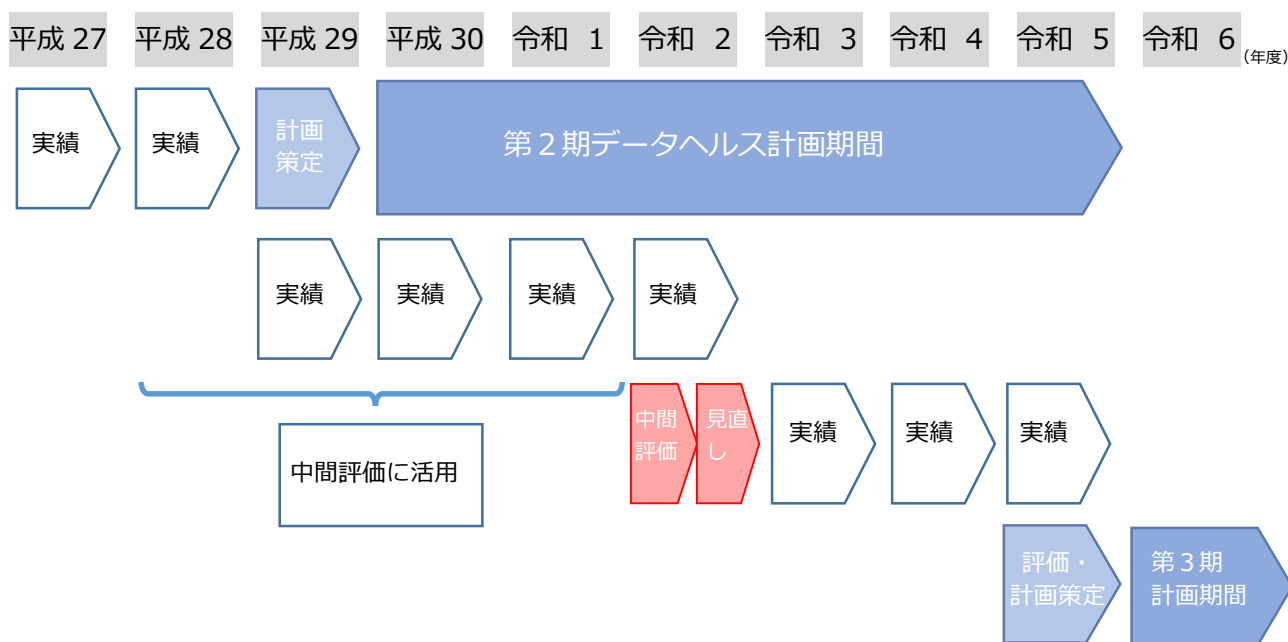 平成 27 平成 28 平成 29 平成 30 令和 1 令和 2 令和 3 令和 4 令和 5 令和 6 (年度)
実績 実績 計画
策定
第２期データヘルス計画期間
実績 実績 実績 実績
中間
評価
見直
し
実績 実績 実績
中間評価に活用
評価・
計画策定
第３期
計画期間